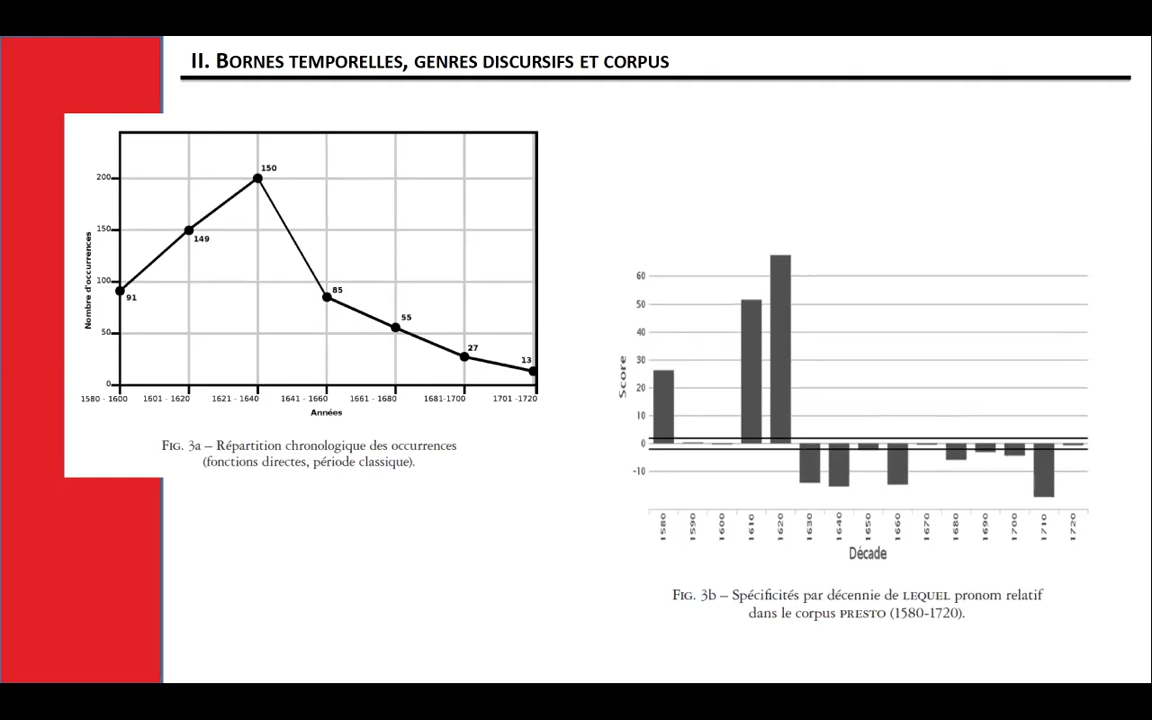 II. BORNES TEMPORELLES, GENRES DISCURSIFS ET CORPUS
Nombre d'occurrences
200
150
100
50
0
91
149
150
85
55
27
13
1580 - 1600 1601 - 1620 1621 - 1640 1641 - 1660 1661 - 1680 1681-1700 1701 -1720
Années
FIG. 3a – Répartition chronologique des occurrences
(fonctions directes, période classique).
Score
60
50
40
30
20
10
0
-10
1580 1590 1600 1610 1620 1630 1640 1650 1660 1670 1680 1690 1700 1710 1720
Décade
FIG. 3b – Spécificités par décennie de LEQUEL pronom relatif
dans le corpus PRESTO (1580-1720).